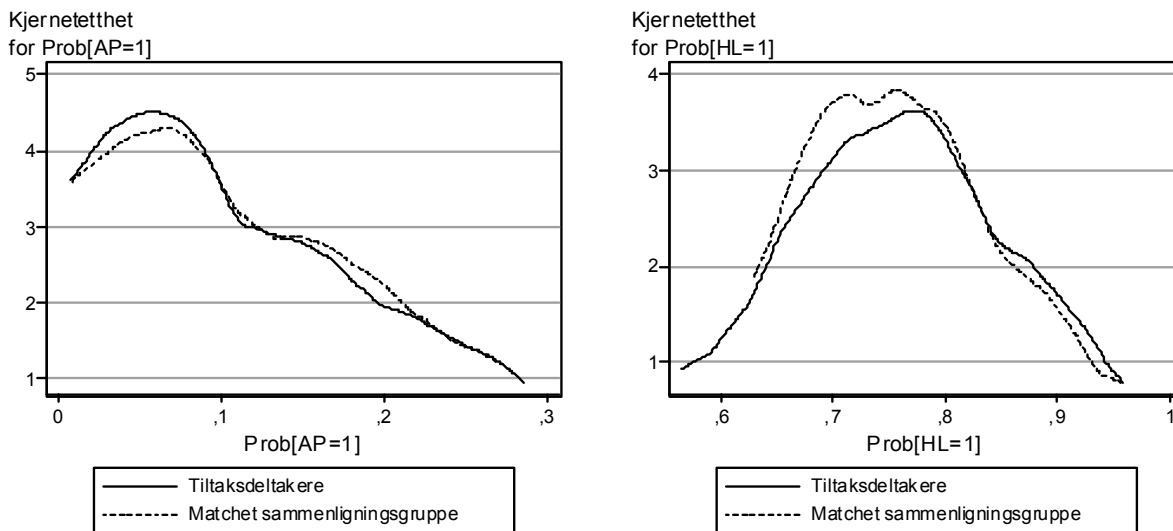 Kjernetetthet
for Prob[AP=1]
5
4
3
2
1
0 ,1 ,2 ,3
Prob[AP=1]
Tiltaksdeltakere
Matchet sammenligningsgruppe
Kjernetetthet
for Prob[HL=1]
4
3
2
1
,6 ,7 ,8 ,9 1
Prob[HL=1]
Tiltaksdeltakere
Matchet sammenligningsgruppe